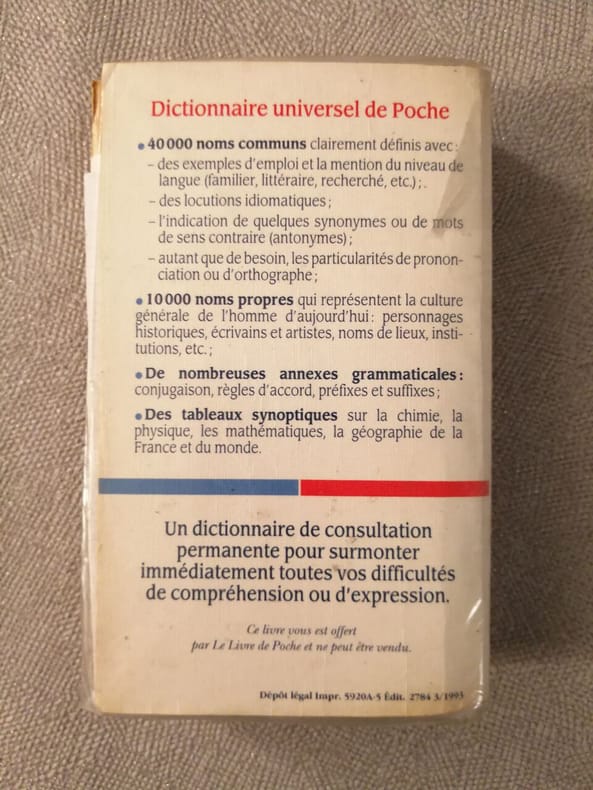 Dictionnaire universel de Poche
• 40 000 noms communs clairement définis avec :
– des exemples d'emploi et la mention du niveau de
langue (familier, littéraire, recherché, etc.) ;
– des locutions idiomatiques ;
– l'indication de quelques synonymes ou de mots
de sens contraire (antonymes) ;
– autant que de besoin, les particularités de pronon-
ciation ou d'orthographe ;
• 10 000 noms propres qui représentent la culture
générale de l'homme d'aujourd'hui : personnages
historiques, écrivains et artistes, noms de lieux, insti-
tutions, etc. ;
• De nombreuses annexes grammaticales :
conjugaison, règles d'accord, préfixes et suffixes ;
• Des tableaux synoptiques sur la chimie, la
physique, les mathématiques, la géographie de la
France et du monde.
Un dictionnaire de consultation
permanente pour surmonter
immédiatement toutes vos difficultés
de compréhension ou d'expression.
Ce livre vous est offert
par Le Livre de Poche et ne peut être vendu.
Dépôt légal Impr. 5920A-5 Édit. 2784 3/1993